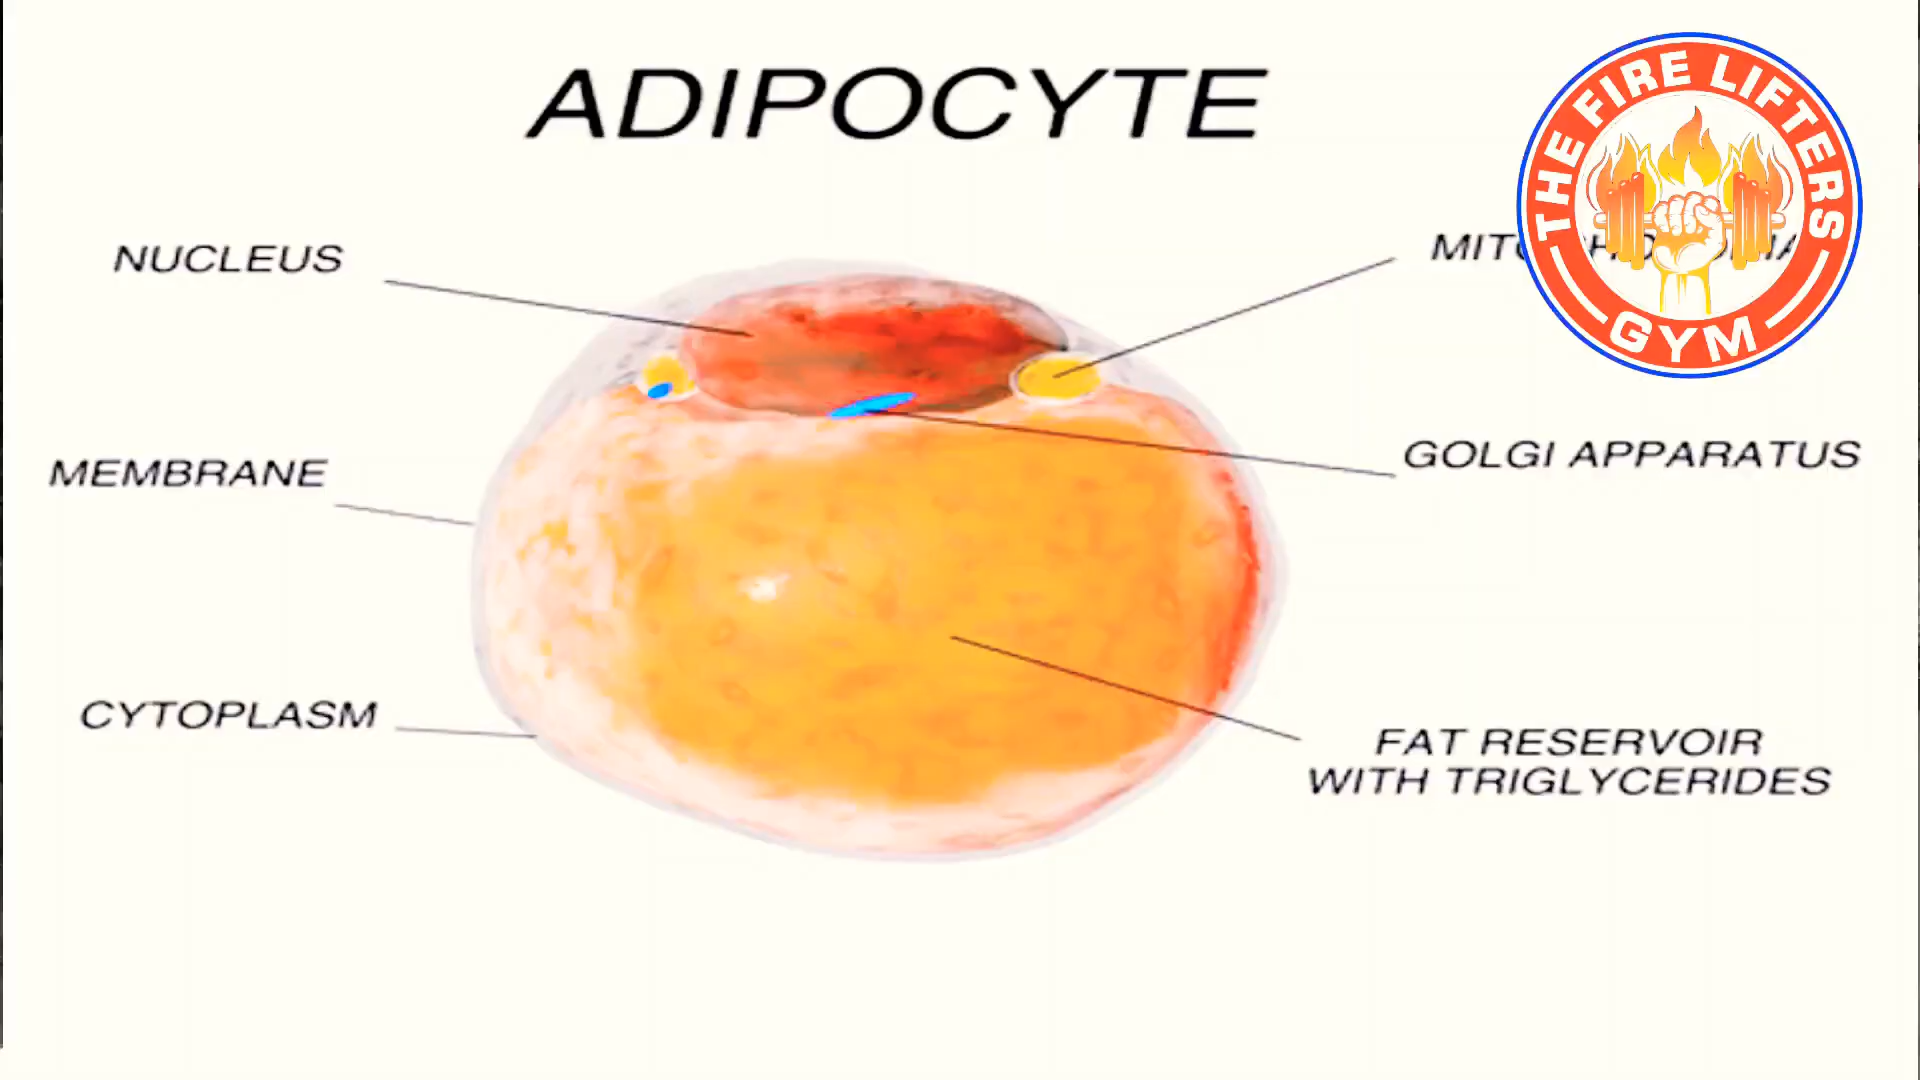 ADIPOCYTE
THE FIRE LIFTERS
GYM
NUCLEUS
MEMBRANE
GOLGI APPARATUS
CYTOPLASM
FAT RESERVOIR
WITH TRIGLYCERIDES